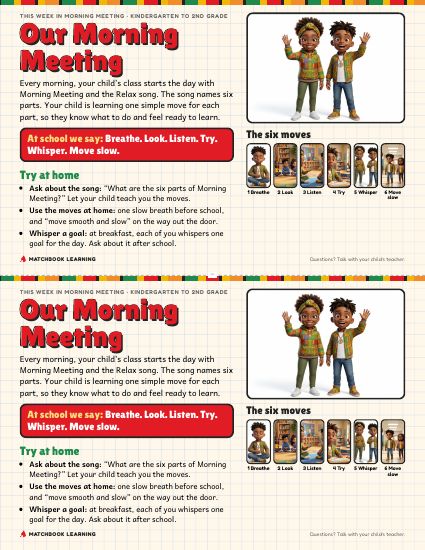 THIS WEEK IN MORNING MEETING · KINDERGARTEN TO 2ND GRADE
Our Morning
Meeting
Every morning, your child's class starts the day with
Morning Meeting and the Relax song. The song names six
parts. Your child is learning one simple move for each
part, so they know what to do and feel ready to learn.
At school we say: Breathe. Look. Listen. Try.
Whisper. Move slow.
Try at home
• Ask about the song: "What are the six parts of Morning
Meeting?" Let your child teach you the moves.
• Use the moves at home: one slow breath before school,
and "move smooth and slow" on the way out the door.
• Whisper a goal: at breakfast, each of you whispers one
goal for the day. Ask about it after school.
The six moves
1 Breathe
2 Look
3 Listen
4 Try
5 Whisper
6 Move
slow
MATCHBOOK LEARNING
Questions? Talk with your child's teacher.
THIS WEEK IN MORNING MEETING · KINDERGARTEN TO 2ND GRADE
Our Morning
Meeting
Every morning, your child's class starts the day with
Morning Meeting and the Relax song. The song names six
parts. Your child is learning one simple move for each
part, so they know what to do and feel ready to learn.
At school we say: Breathe. Look. Listen. Try.
Whisper. Move slow.
Try at home
• Ask about the song: "What are the six parts of Morning
Meeting?" Let your child teach you the moves.
• Use the moves at home: one slow breath before school,
and "move smooth and slow" on the way out the door.
• Whisper a goal: at breakfast, each of you whispers one
goal for the day. Ask about it after school.
The six moves
1 Breathe
2 Look
3 Listen
4 Try
5 Whisper
6 Move
slow
MATCHBOOK LEARNING
Questions? Talk with your child's teacher.